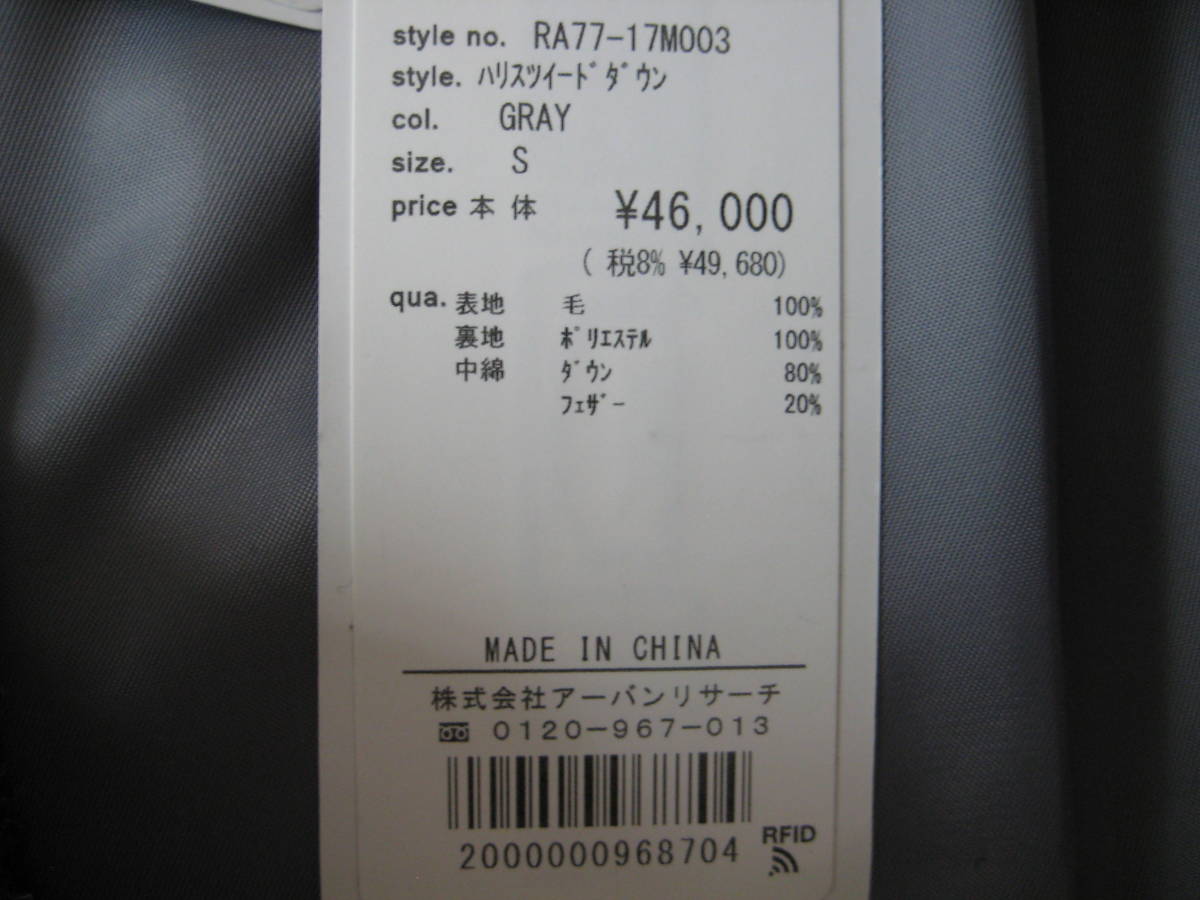 style no. RA77-17M003
style. ﾊﾘｽﾂｲｰﾄﾞﾀﾞｳﾝ
col. GRAY
size. S
price 本体 ¥46,000
( 税8% ¥49,680)
qua. 表地 毛 100%
裏地 ﾎﾟﾘｴｽﾃﾙ 100%
中綿 ﾀﾞｳﾝ 80%
ﾌｪｻﾞｰ 20%
MADE IN CHINA
株式会社アーバンリサーチ
0120-967-013
2000000968704
RFID